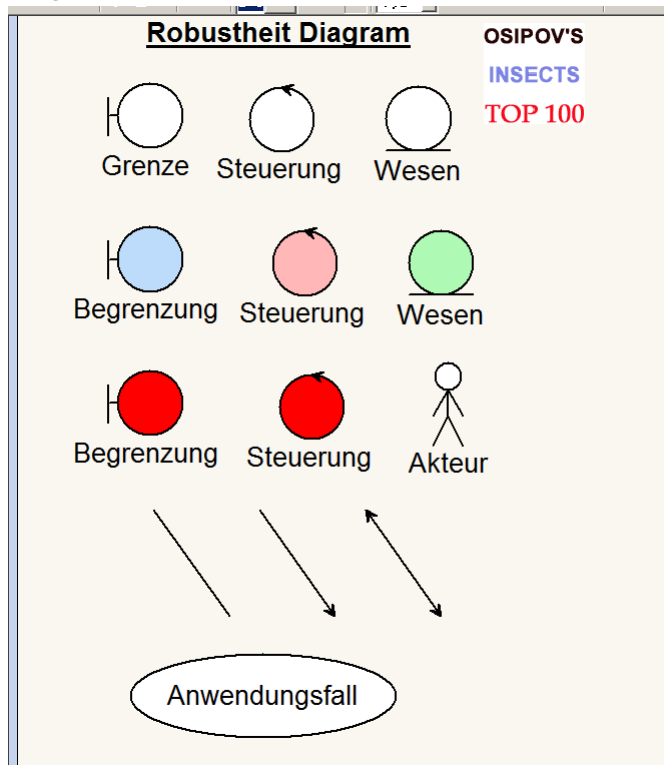 Robustheit Diagram
OSIPOV'S
INSECTS
TOP 100
Grenze
Steuerung
Wesen
Begrenzung
Steuerung
Wesen
Begrenzung
Steuerung
Akteur
Anwendungsfall